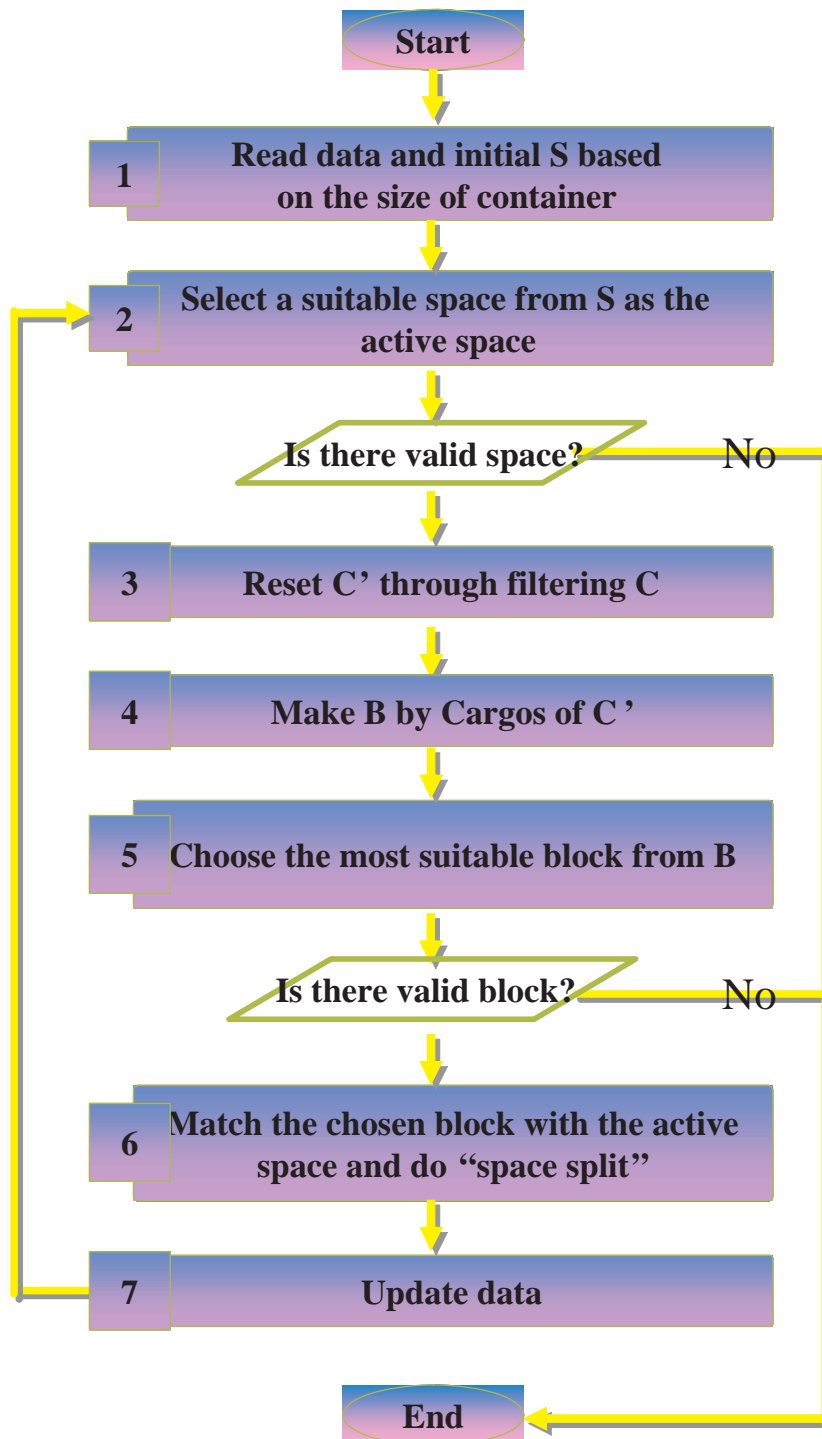 Start
1
Read data and initial S based
on the size of container
2
Select a suitable space from S as the
active space
Is there valid space?
No
3
Reset C’ through filtering C
4
Make B by Cargos of C ’
5
Choose the most suitable block from B
Is there valid block?
No
6
Match the chosen block with the active
space and do “space split”
7
Update data
End